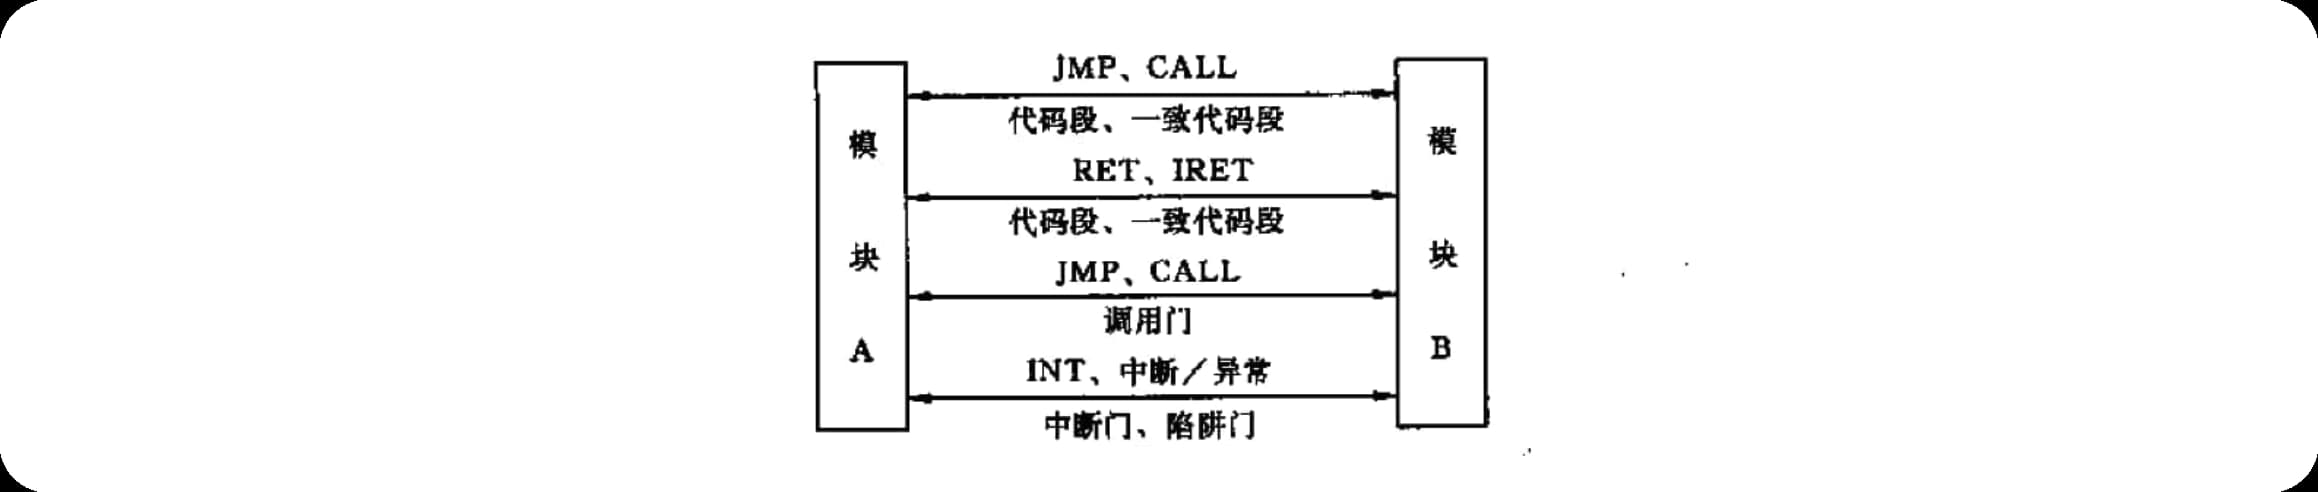 JMP、CALL
代码段、一致代码段
RET、IRET
代码段、一致代码段
JMP、CALL
调用门
INT、中断／异常
中断门、陷阱门
模块A
模块B